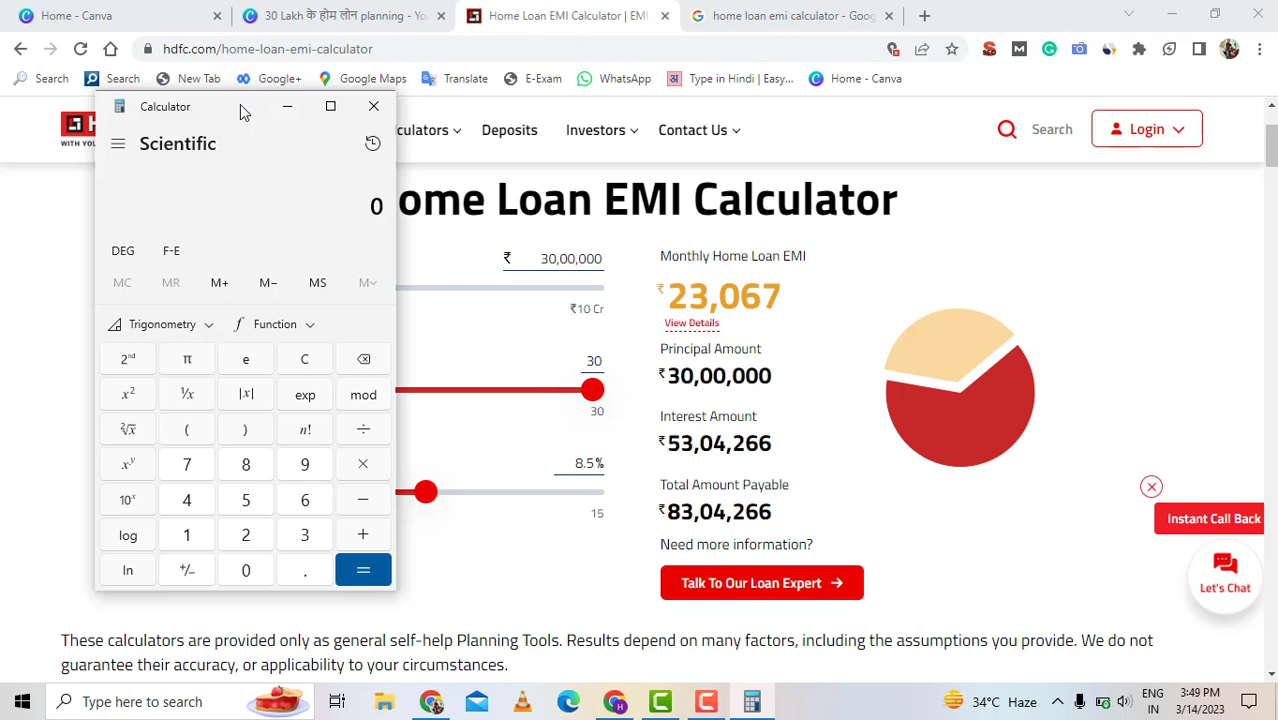 Home - Canva
30 Lakh के होम लोन planning - Yo
Home Loan EMI Calculator | EMI
home loan emi calculator - Goog
hdfc.com/home-loan-emi-calculator
Search
Search
New Tab
Google+
Google Maps
Translate
E-Exam
WhatsApp
Type in Hindi | Easy...
Home - Canva
Calculator
Scientific
0
DEG
F-E
MC MR M+ M− MS M
Trigonometry
Function
2nd π e C
x² ¹/x |x| exp mod
²√x ( ) n! ÷
xʸ 7 8 9 ×
10ˣ 4 5 6 −
log 1 2 3 +
ln +/− 0 . =
WITH YOU
lculators
Deposits
Investors
Contact Us
Search
Login
ome Loan EMI Calculator
₹ 30,00,000
₹10 Cr
30
30
8.5%
15
Monthly Home Loan EMI
₹23,067
View Details
Principal Amount
₹30,00,000
Interest Amount
₹53,04,266
Total Amount Payable
₹83,04,266
Need more information?
Talk To Our Loan Expert
Instant Call Back
Let's Chat
These calculators are provided only as general self-help Planning Tools. Results depend on many factors, including the assumptions you provide. We do not
guarantee their accuracy, or applicability to your circumstances.
Type here to search
34°C Haze
ENG
IN
3:49 PM
3/14/2023